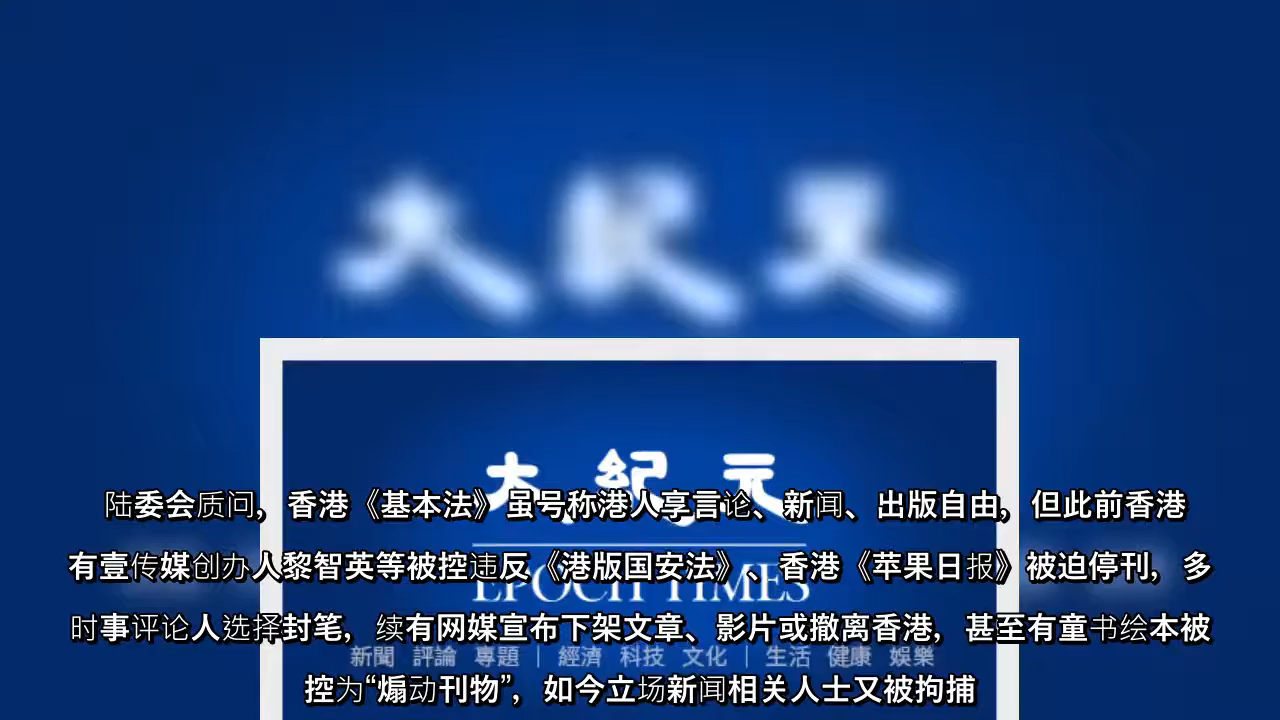 大紀元
大紀元
陆委会质问，香港《基本法》虽号称港人享言论、新闻、出版自由，但此前香港
有壹传媒创办人黎智英等被控违反《港版国安法》、香港《苹果日报》被迫停刊，多
EPOCH TIMES
时事评论人选择封笔，续有网媒宣布下架文章、影片或撤离香港，甚至有童书绘本被
新聞 評論 專題 | 經濟 科技 文化 | 生活 健康 娛樂
控为“煽动刊物”，如今立场新闻相关人士又被拘捕